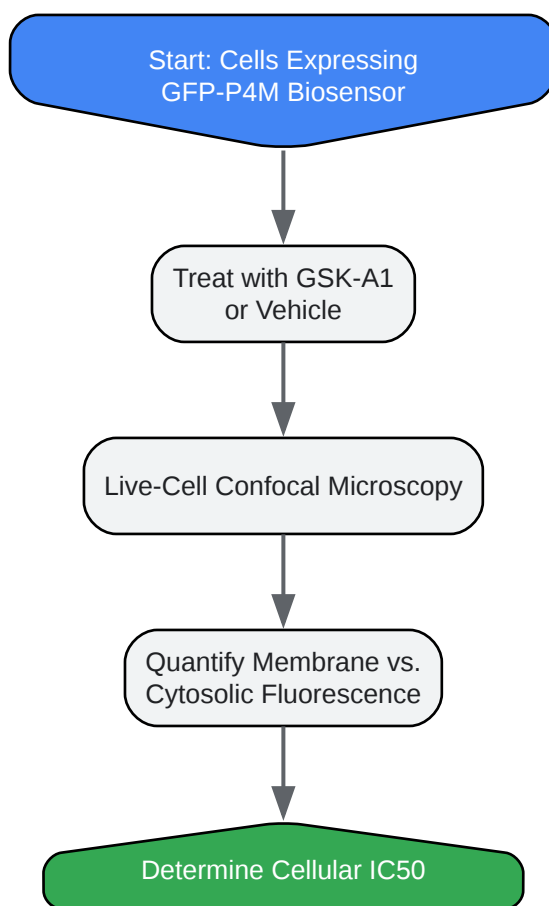 Start: Cells Expressing
GFP-P4M Biosensor
Treat with GSK-A1
or Vehicle
Live-Cell Confocal Microscopy
Quantify Membrane vs.
Cytosolic Fluorescence
Determine Cellular IC50